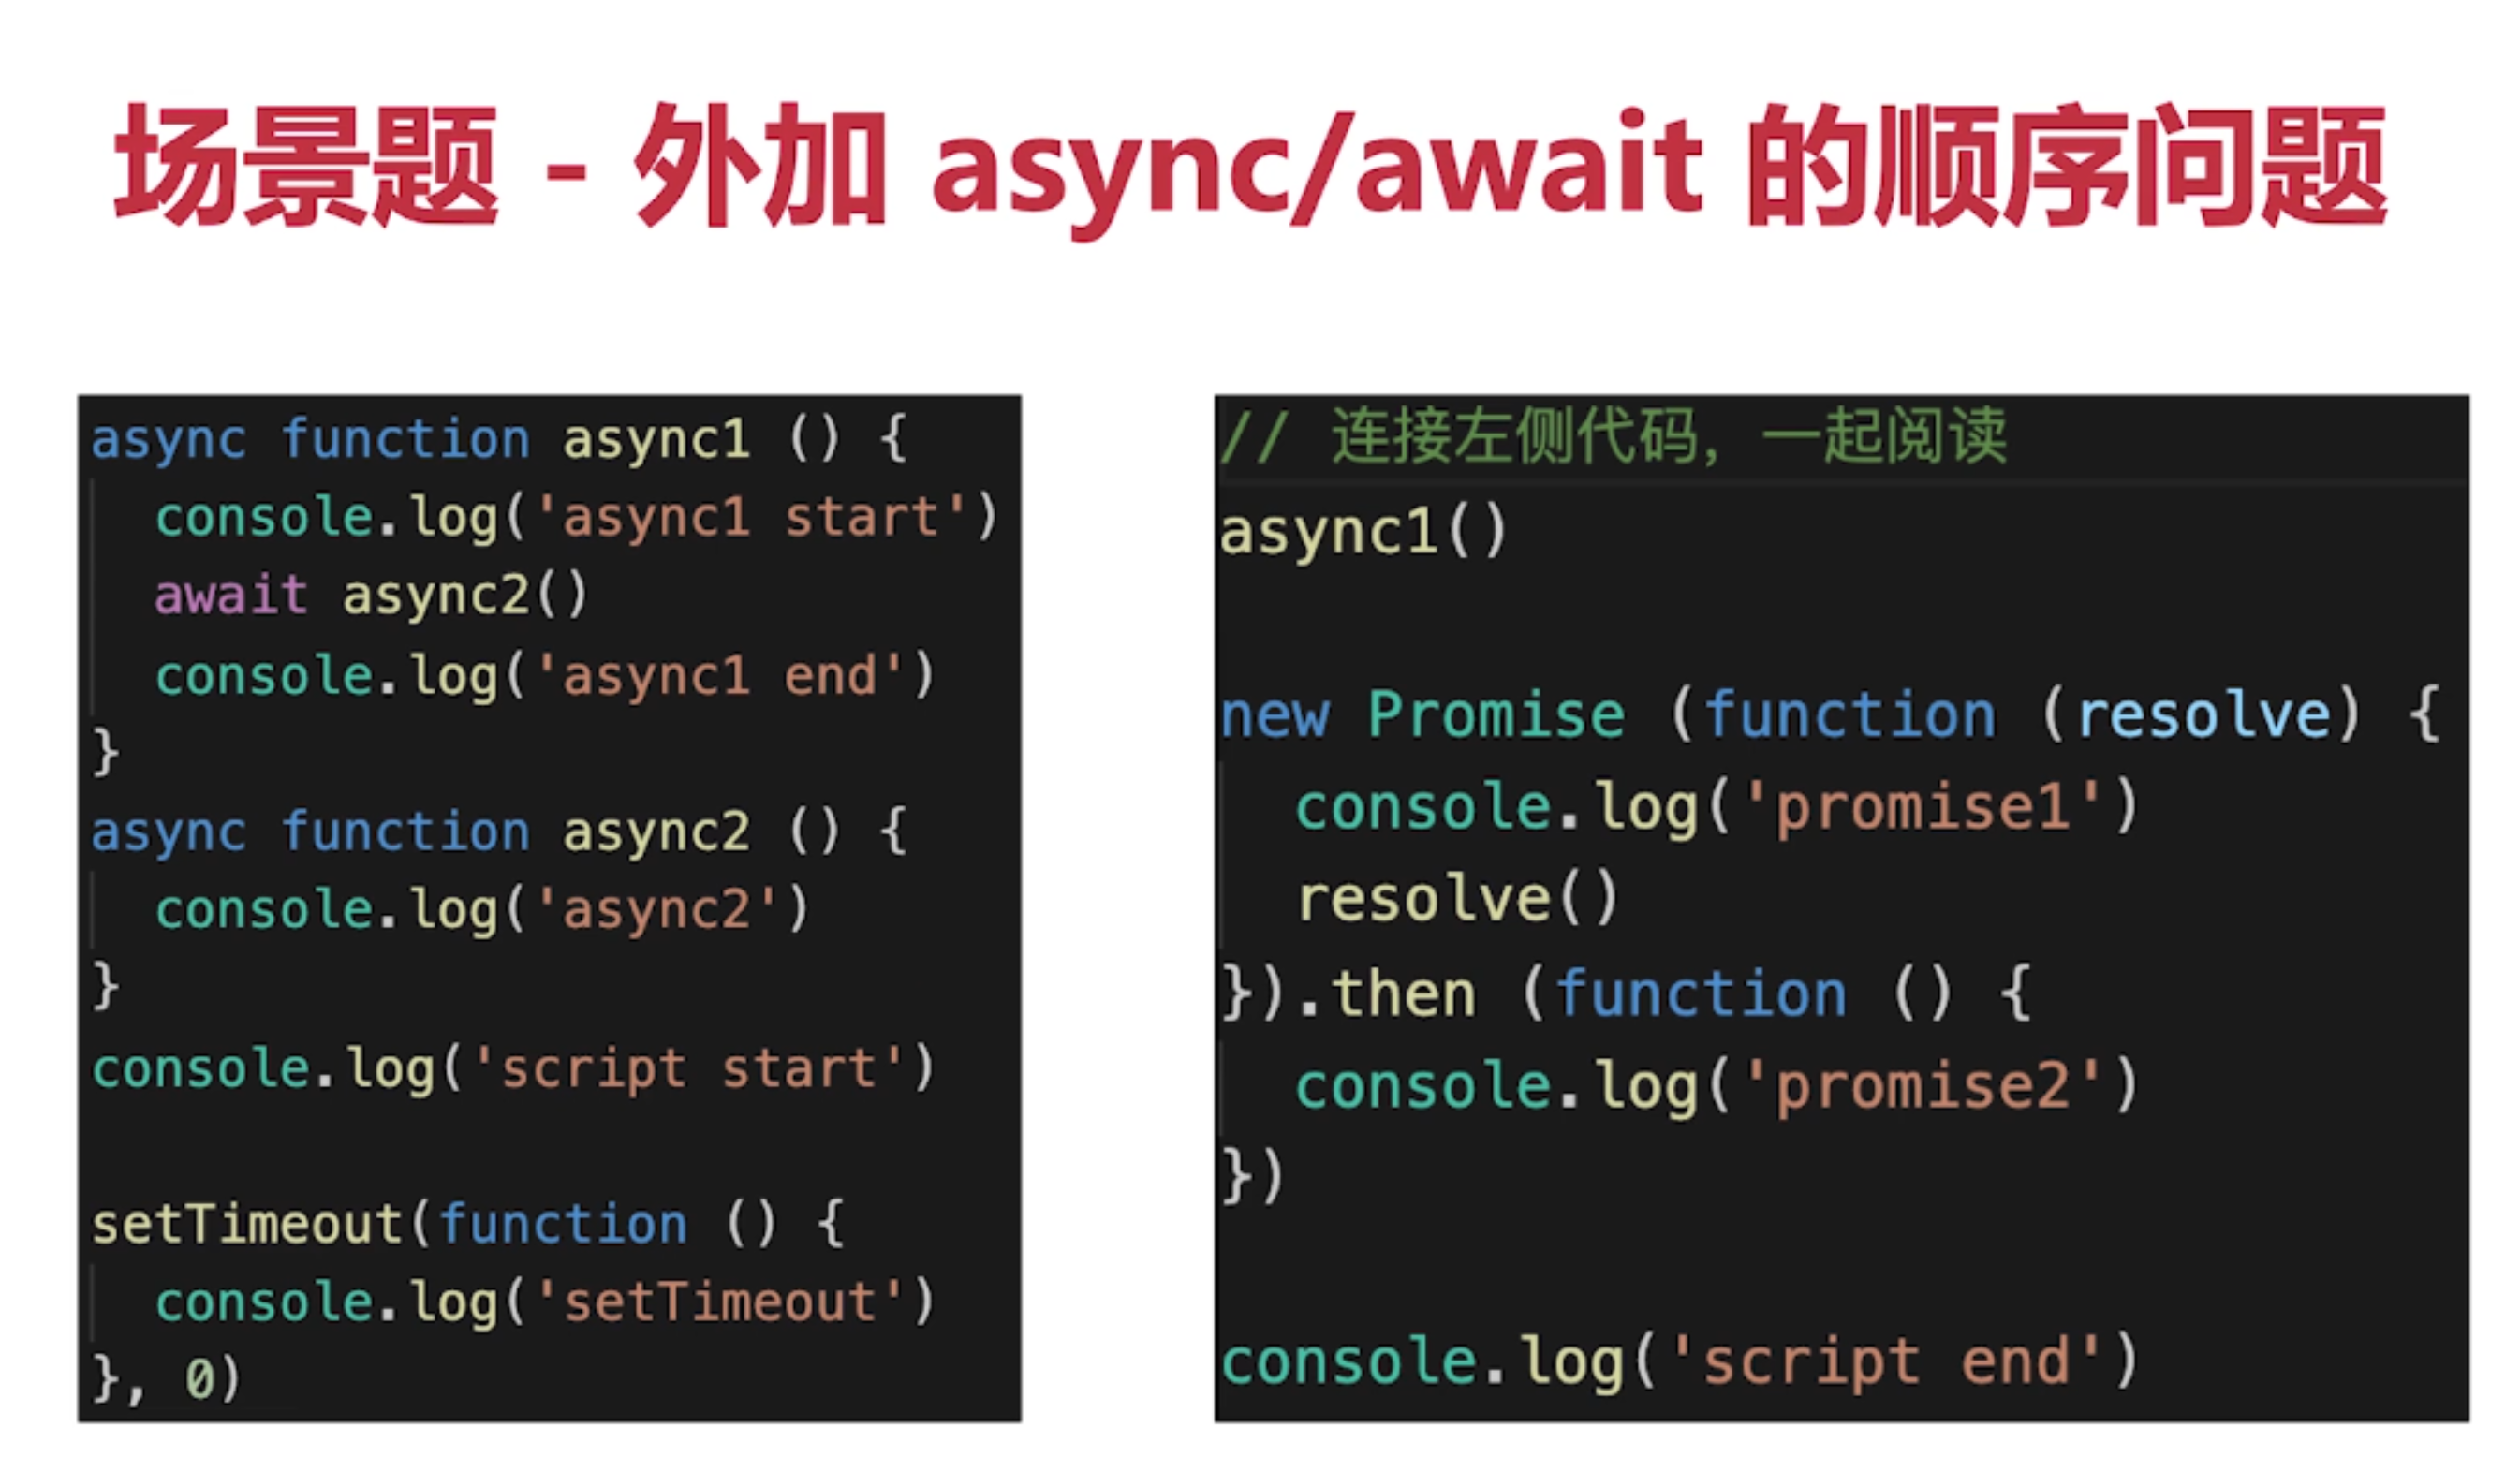 场景题 - 外加 async/await 的顺序问题
async function async1 () {
  console.log('async1 start')
  await async2()
  console.log('async1 end')
}
async function async2 () {
  console.log('async2')
}
console.log('script start')
setTimeout(function () {
  console.log('setTimeout')
}, 0)
// 连接左侧代码，一起阅读
async1()
new Promise (function (resolve) {
  console.log('promise1')
  resolve()
}).then (function () {
  console.log('promise2')
})
console.log('script end')